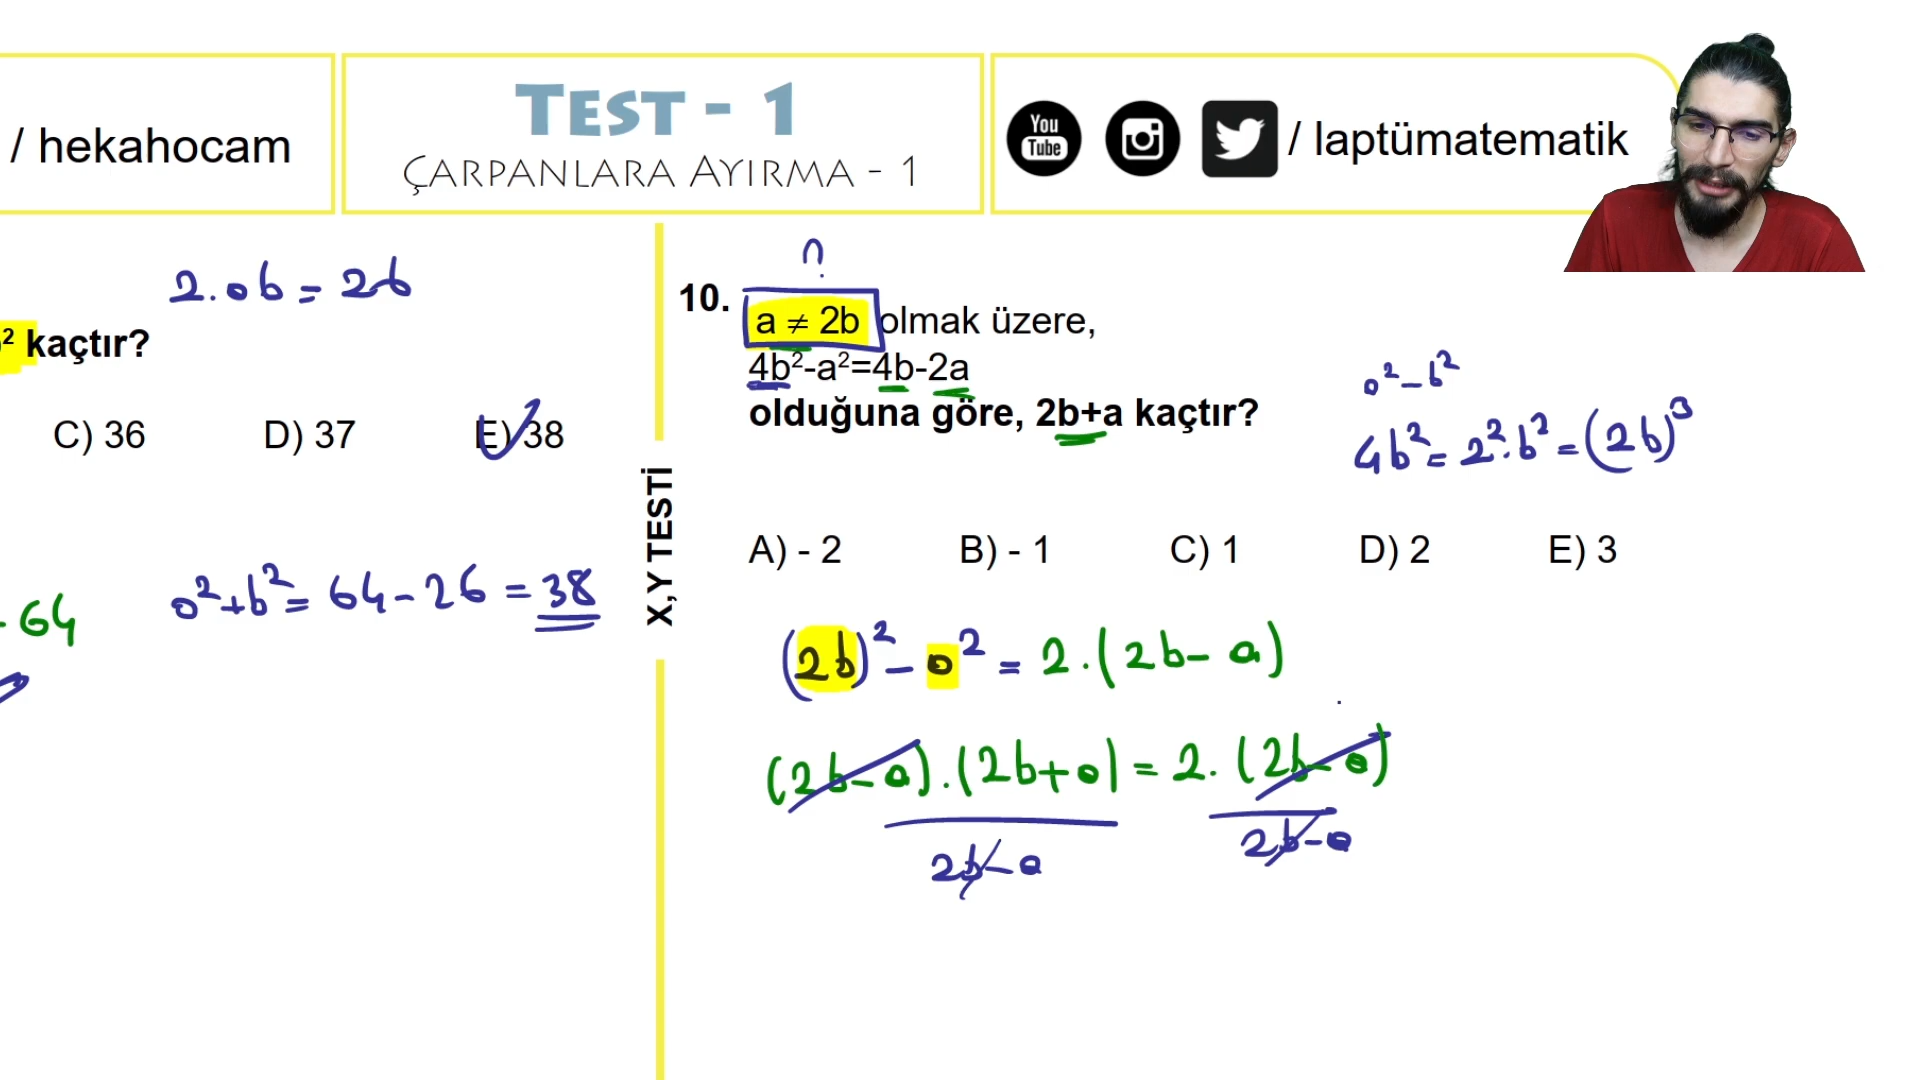 / hekahocam
TEST - 1
ÇARPANLARA AYIRMA - 1
You
Tube
/ laptümatematik
2.ab = 26
² kaçtır?
C) 36 D) 37 E) 38
64
a²+b² = 64-26 = 38
X,Y TESTİ
?
10. a ≠ 2b olmak üzere,
4b²-a²=4b-2a
olduğuna göre, 2b+a kaçtır?
a²-b²
4b² = 2².b² = (2b)²
A) - 2 B) - 1 C) 1 D) 2 E) 3
(2b)² - a² = 2.(2b-a)
(2b-a).(2b+a) = 2.(2b-a)
2b-a 2b-a